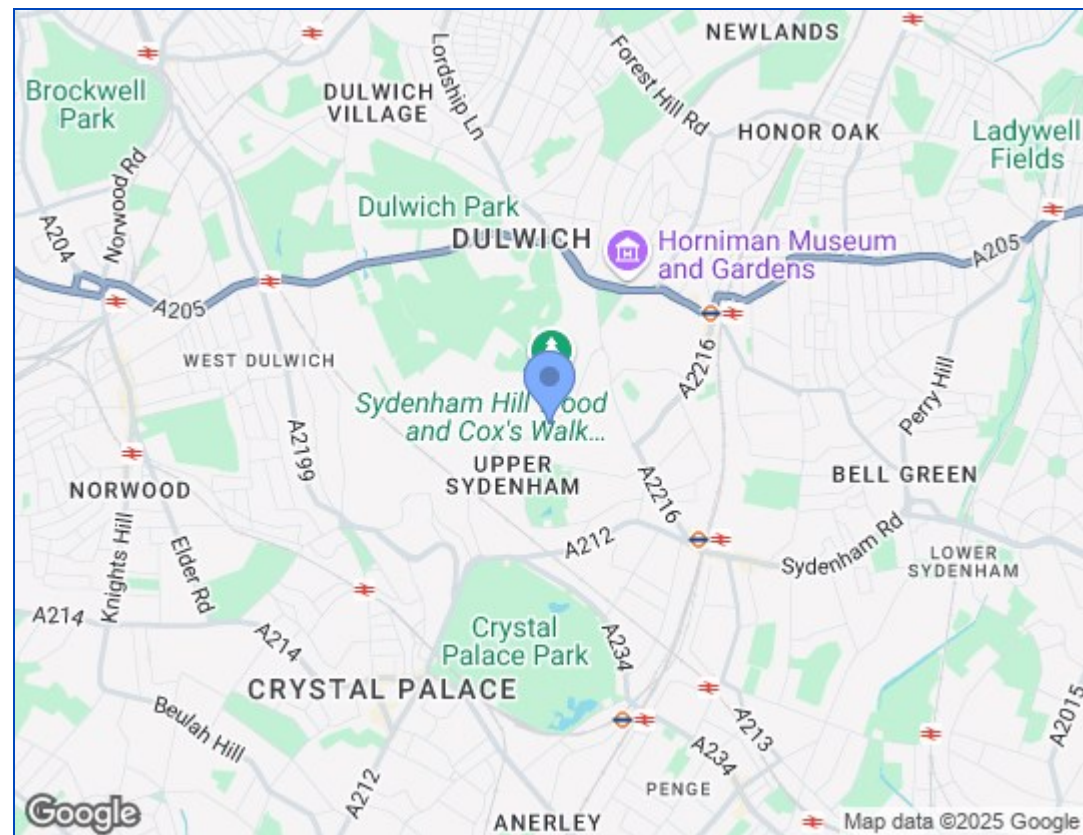 NEWLANDS
Brockwell
Park
DULWICH
VILLAGE
Lordship Ln
Forest Hill Rd
HONOR OAK
Ladywell
Fields
Norwood Rd
A204
Dulwich Park
DULWICH
Horniman Museum
and Gardens
A205
A205
WEST DULWICH
A2216
Sydenham Hill Wood
and Cox's Walk...
Perry Hill
A2199
UPPER
SYDENHAM
NORWOOD
A2216
BELL GREEN
Knights Hill
Elder Rd
A212
Sydenham Rd
LOWER
SYDENHAM
A214
A214
Crystal
Palace Park
A234
CRYSTAL PALACE
Beulah Hill
A212
A213
A234
A2015
PENGE
ANERLEY
Google
Map data ©2025 Google